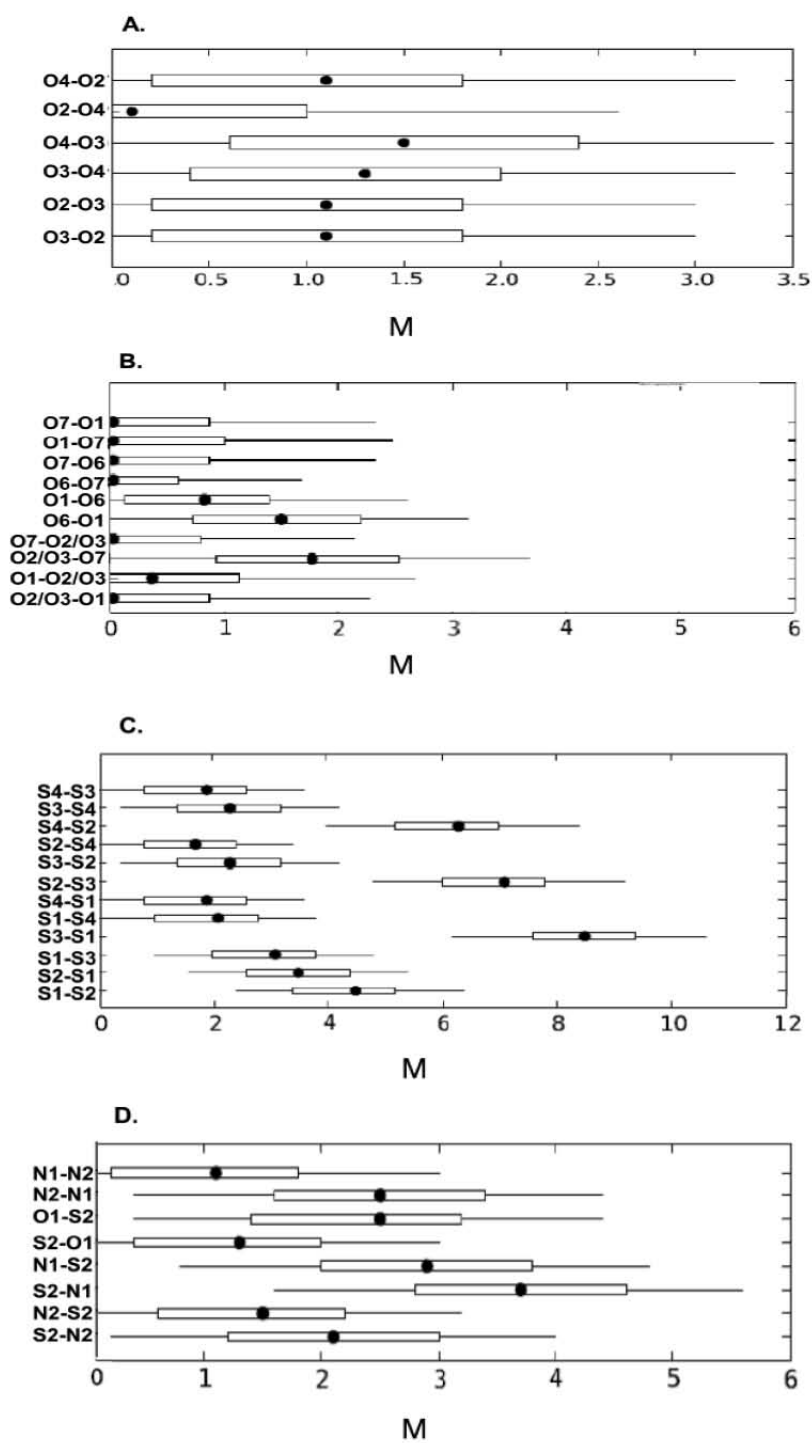 A.
O4-O2
O2-O4
O4-O3
O3-O4
O2-O3
O3-O2
.0 0.5 1.0 1.5 2.0 2.5 3.0 3.5
M
B.
O7-O1
O1-O7
O7-O6
O6-O7
O1-O6
O6-O1
O7-O2/O3
O2/O3-O7
O1-O2/O3
O2/O3-O1
0 1 2 3 4 5 6
M
C.
S4-S3
S3-S4
S4-S2
S2-S4
S3-S2
S2-S3
S4-S1
S1-S4
S3-S1
S1-S3
S2-S1
S1-S2
0 2 4 6 8 10 12
M
D.
N1-N2
N2-N1
O1-S2
S2-O1
N1-S2
S2-N1
N2-S2
S2-N2
0 1 2 3 4 5 6
M